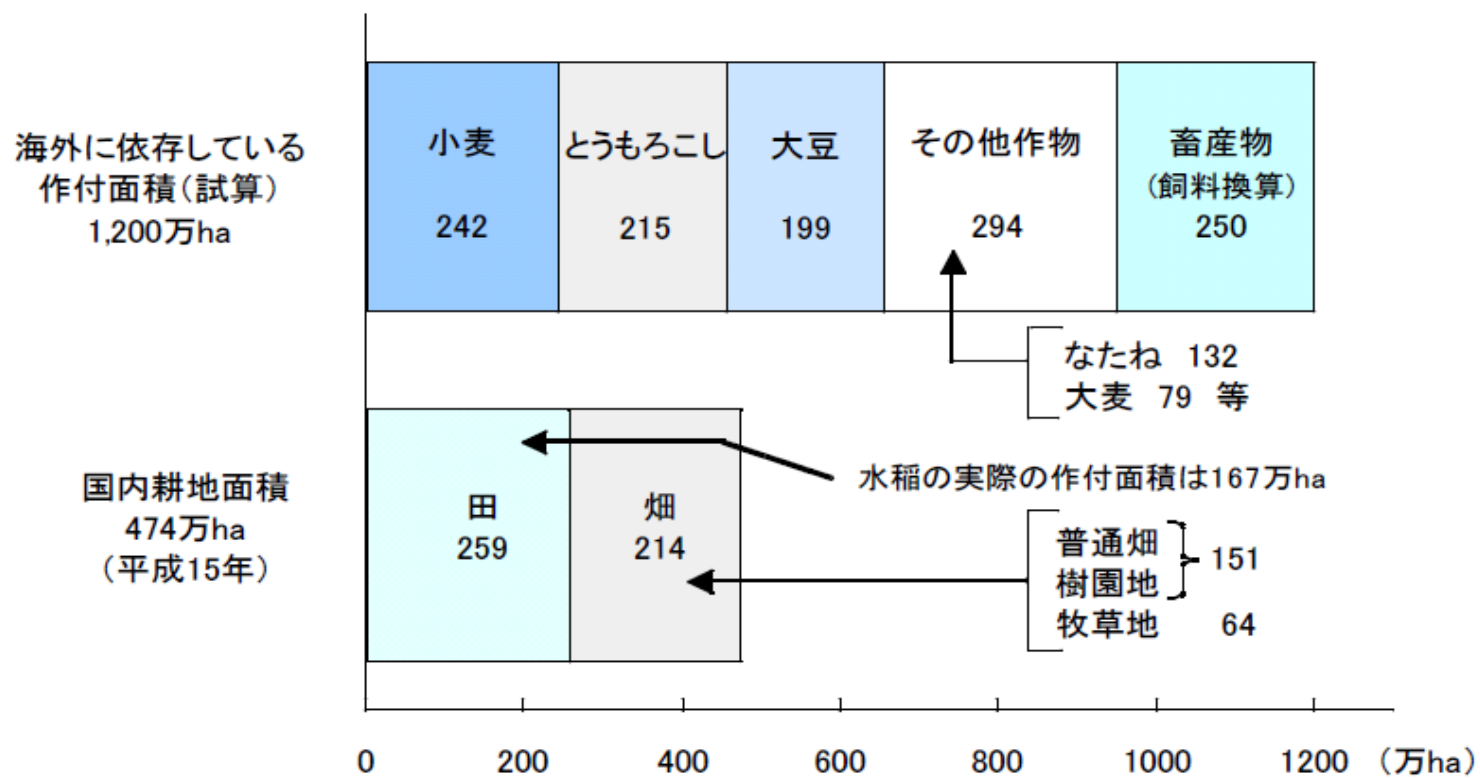 海外に依存している
作付面積(試算)
1,200万ha
小麦
242
とうもろこし
215
大豆
199
その他作物
294
畜産物
(飼料換算)
250
なたね 132
大麦 79 等
国内耕地面積
474万ha
(平成15年)
田
259
畑
214
水稲の実際の作付面積は167万ha
普通畑
樹園地
151
牧草地 64
0 200 400 600 800 1000 1200 (万ha)